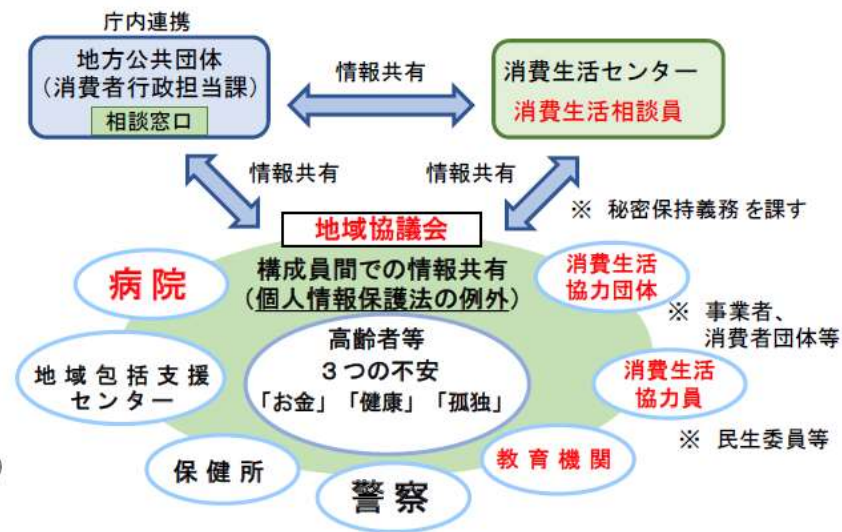 庁内連携
地方公共団体
（消費者行政担当課）
相談窓口
情報共有
消費生活センター
消費生活相談員
情報共有
情報共有
※ 秘密保持義務を課す
地域協議会
構成員間での情報共有
（個人情報保護法の例外）
病院
消費生活
協力団体
※ 事業者、
消費者団体等
高齢者等
３つの不安
「お金」「健康」「孤独」
地域包括支援
センター
消費生活
協力員
※ 民生委員等
保健所
警察
教育機関
)